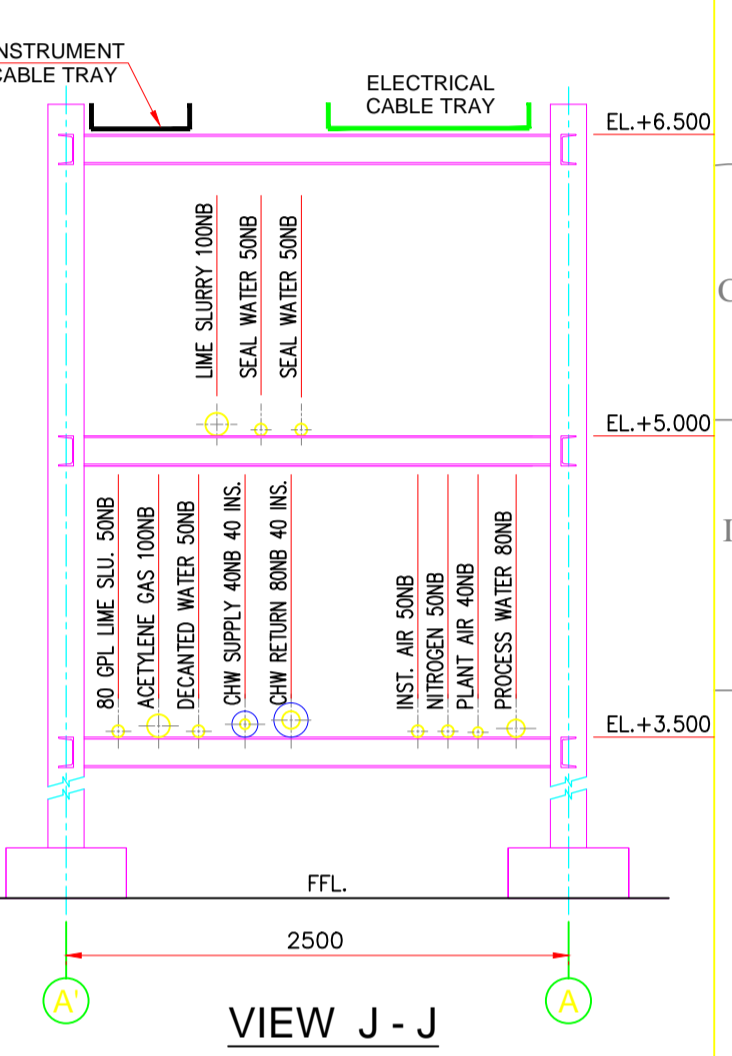 CABLE TRAY
ELECTRICAL
CABLE TRAY
EL.+6.500
LIME SLURRY 100NB
SEAL WATER 50NB
SEAL WATER 50NB
EL.+5.000
80 GPL LIME SLU. 50NB
ACETYLENE GAS 100NB
DECANTED WATER 50NB
CHW SUPPLY 40NB 40 INS.
CHW RETURN 80NB 40 INS.
INST. AIR 50NB
NITROGEN 50NB
PLANT AIR 40NB
PROCESS WATER 80NB
EL.+3.500
FFL.
2500
A'
A
VIEW J - J